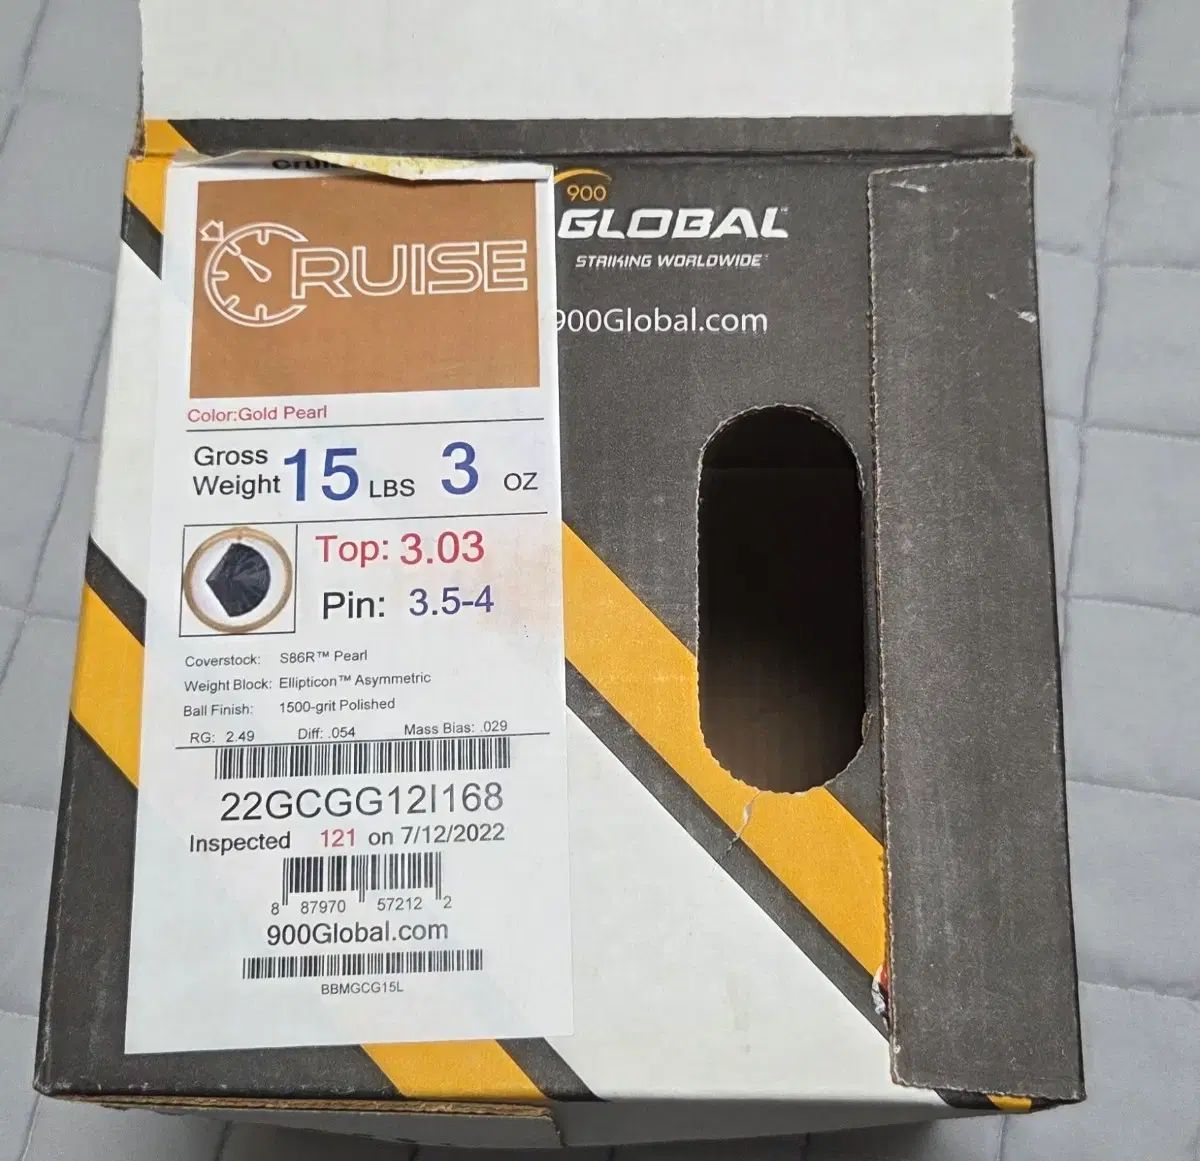 CRUISE
Color:Gold Pearl
Gross Weight 15 LBS 3 OZ
Top: 3.03
Pin: 3.5-4
Coverstock: S86R™ Pearl
Weight Block: Ellipticon™ Asymmetric
Ball Finish: 1500-grit Polished
RG: 2.49 Diff: .054 Mass Bias: .029
22GCGG12I168
Inspected 121 on 7/12/2022
8 87970 57212 2
900Global.com
BBMGCG15L
900
GLOBAL™
STRIKING WORLDWIDE™
900Global.com